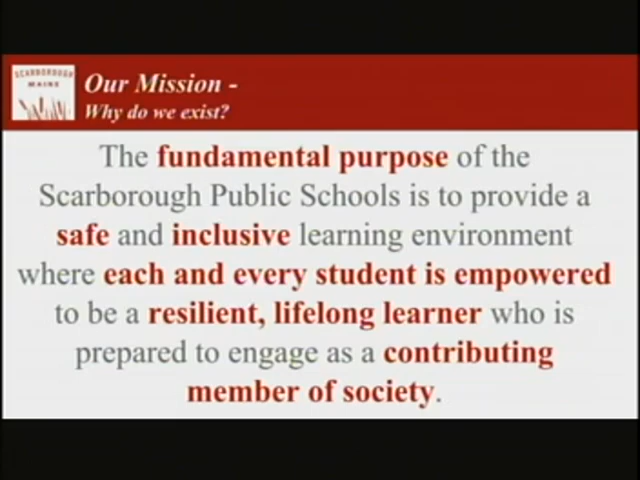 SCARBOROUGH
MAINE
Our Mission -
Why do we exist?
The fundamental purpose of the
Scarborough Public Schools is to provide a
safe and inclusive learning environment
where each and every student is empowered
to be a resilient, lifelong learner who is
prepared to engage as a contributing
member of society.